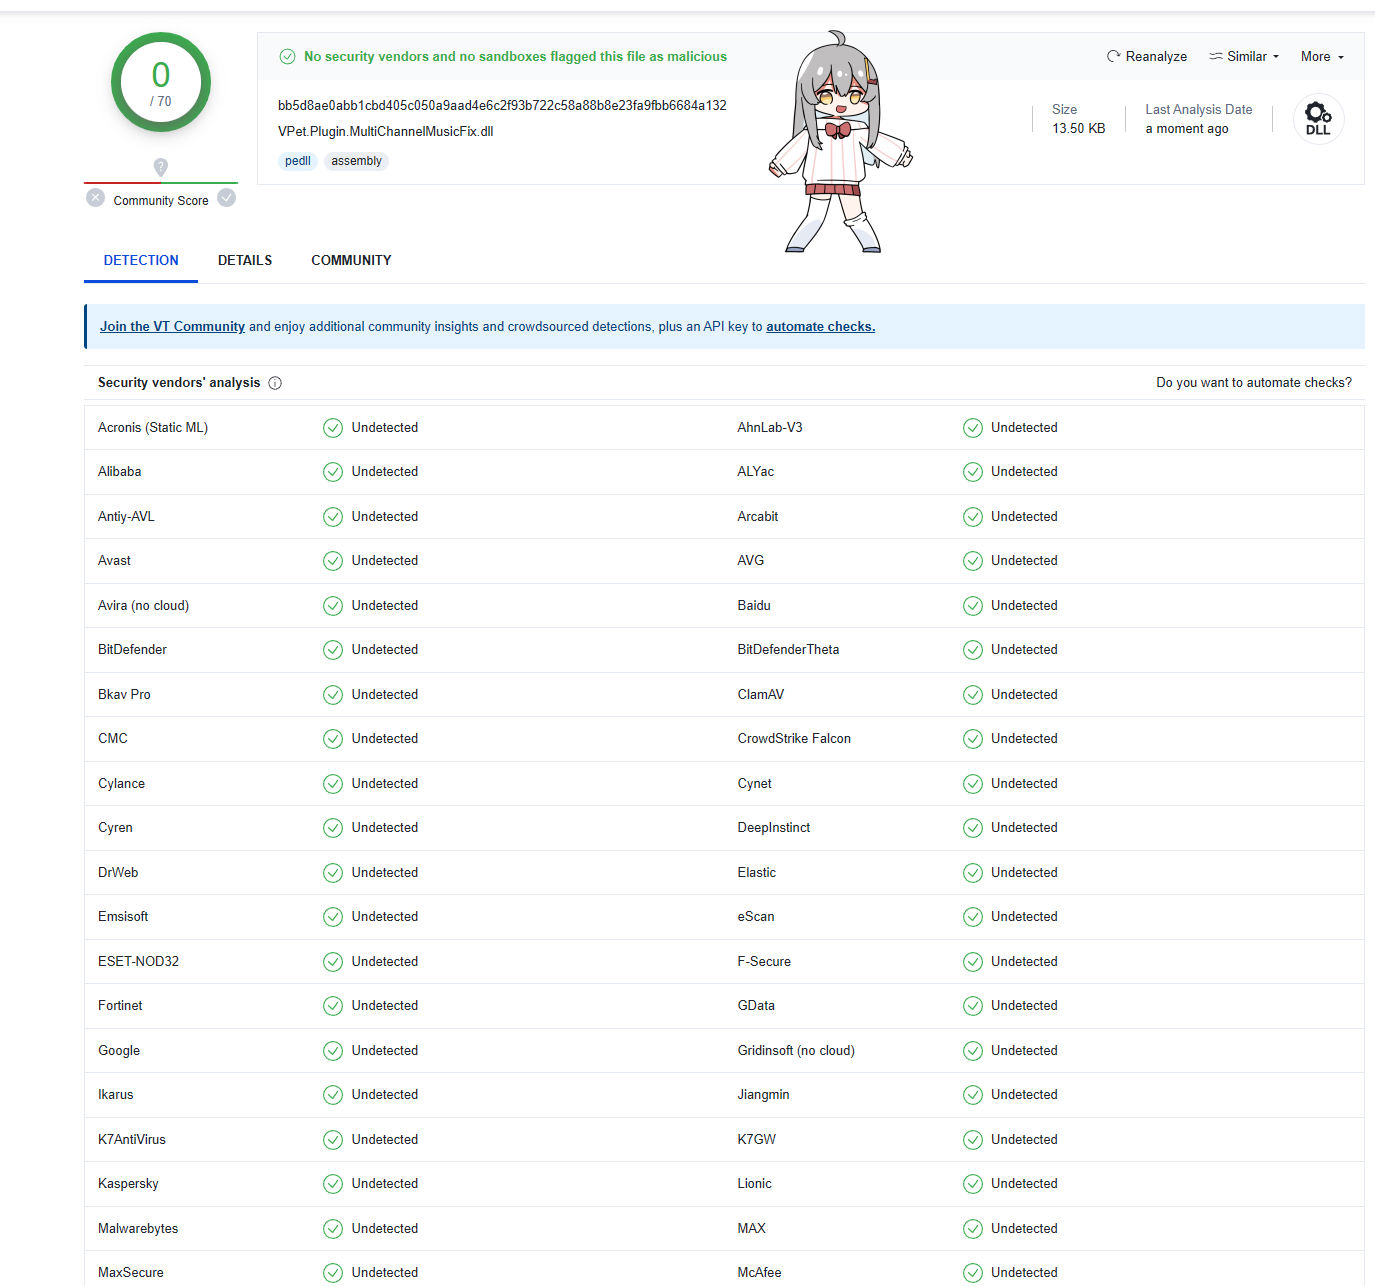 0
/ 70
?
Community Score
No security vendors and no sandboxes flagged this file as malicious
Reanalyze Similar More
bb5d8ae0abb1cbd405c050a9aad4e6c2f93b722c58a88b8e23fa9fbb6684a132
VPet.Plugin.MultiChannelMusicFix.dll
pedll assembly
Size
13.50 KB
Last Analysis Date
a moment ago
DLL
DETECTION DETAILS COMMUNITY
Join the VT Community and enjoy additional community insights and crowdsourced detections, plus an API key to automate checks.
Security vendors' analysis Do you want to automate checks?
Acronis (Static ML) Undetected AhnLab-V3 Undetected
Alibaba Undetected ALYac Undetected
Antiy-AVL Undetected Arcabit Undetected
Avast Undetected AVG Undetected
Avira (no cloud) Undetected Baidu Undetected
BitDefender Undetected BitDefenderTheta Undetected
Bkav Pro Undetected ClamAV Undetected
CMC Undetected CrowdStrike Falcon Undetected
Cylance Undetected Cynet Undetected
Cyren Undetected DeepInstinct Undetected
DrWeb Undetected Elastic Undetected
Emsisoft Undetected eScan Undetected
ESET-NOD32 Undetected F-Secure Undetected
Fortinet Undetected GData Undetected
Google Undetected Gridinsoft (no cloud) Undetected
Ikarus Undetected Jiangmin Undetected
K7AntiVirus Undetected K7GW Undetected
Kaspersky Undetected Lionic Undetected
Malwarebytes Undetected MAX Undetected
MaxSecure Undetected McAfee Undetected